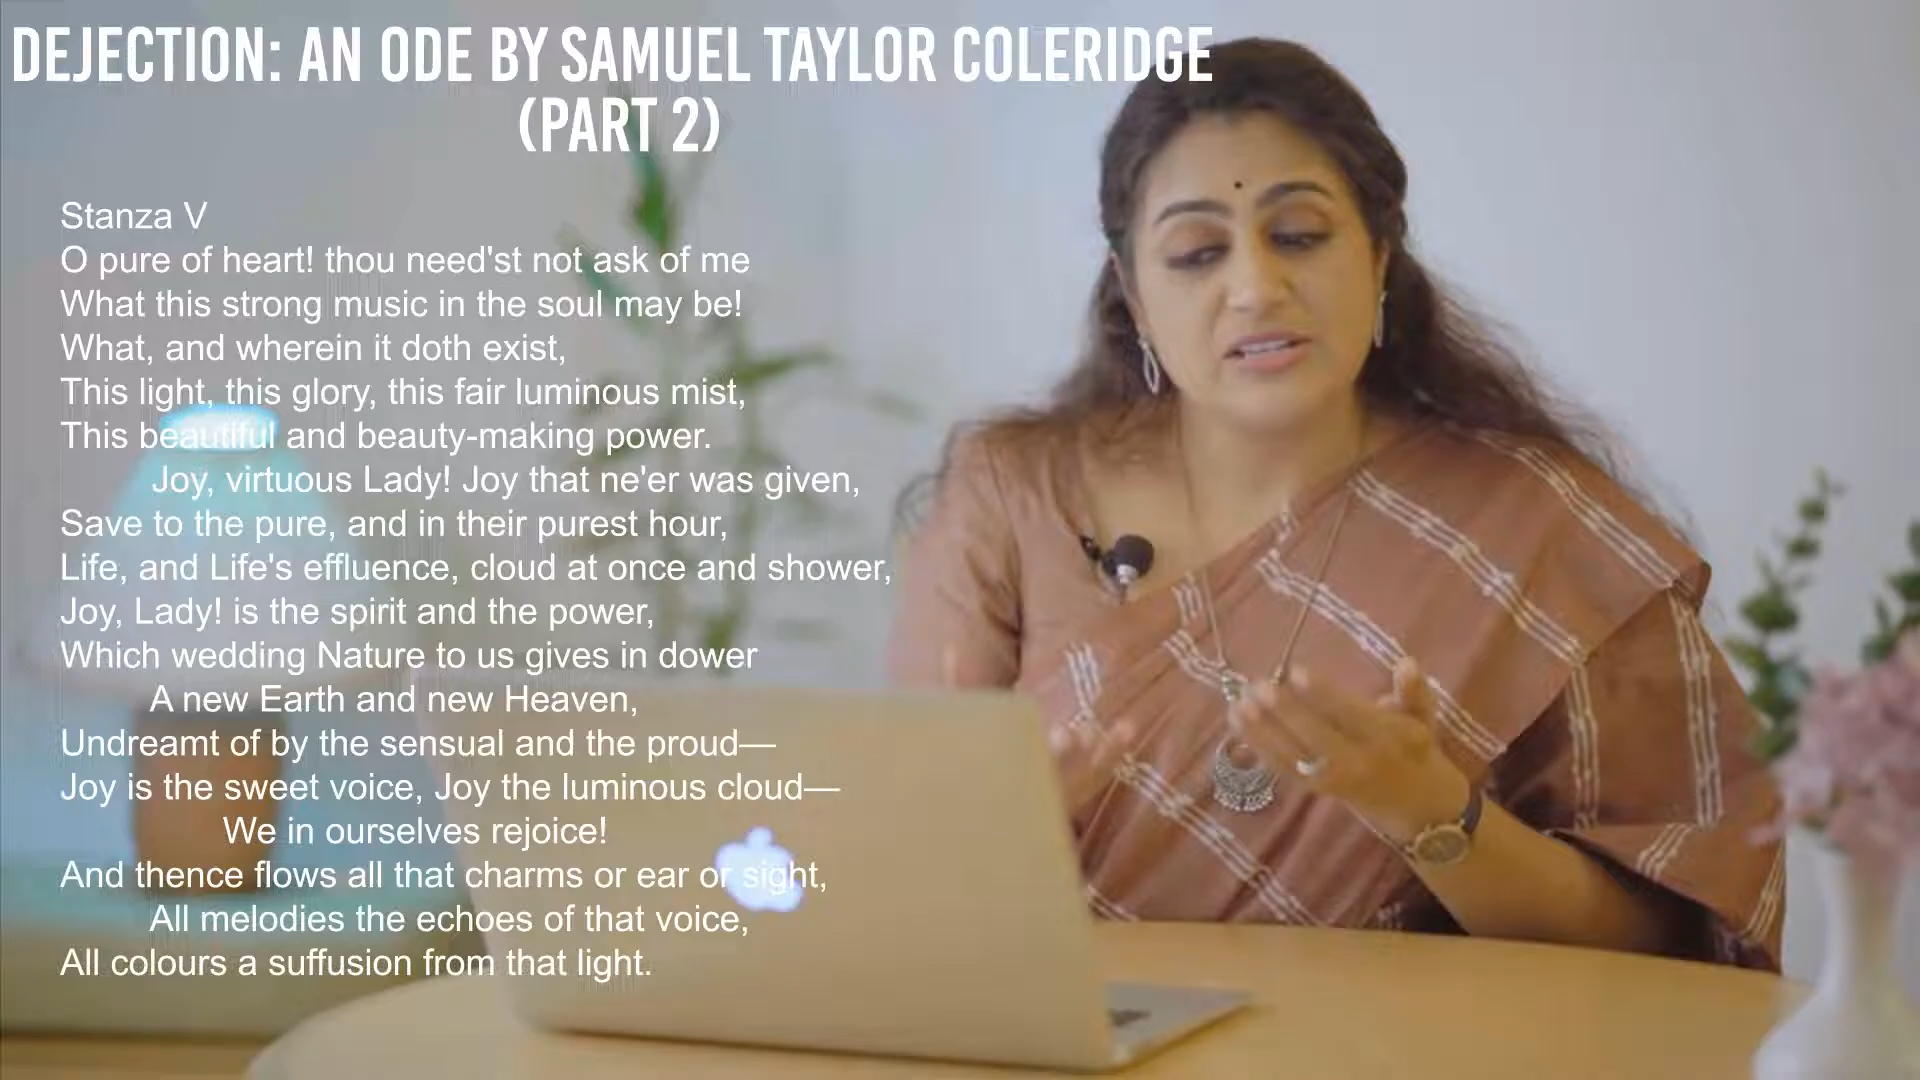 DEJECTION: AN ODE BY SAMUEL TAYLOR COLERIDGE
(PART 2)
Stanza V
O pure of heart! thou need'st not ask of me
What this strong music in the soul may be!
What, and wherein it doth exist,
This light, this glory, this fair luminous mist,
This beautiful and beauty-making power.
Joy, virtuous Lady! Joy that ne'er was given,
Save to the pure, and in their purest hour,
Life, and Life's effluence, cloud at once and shower,
Joy, Lady! is the spirit and the power,
Which wedding Nature to us gives in dower
A new Earth and new Heaven,
Undreamt of by the sensual and the proud—
Joy is the sweet voice, Joy the luminous cloud—
We in ourselves rejoice!
And thence flows all that charms or ear or sight,
All melodies the echoes of that voice,
All colours a suffusion from that light.